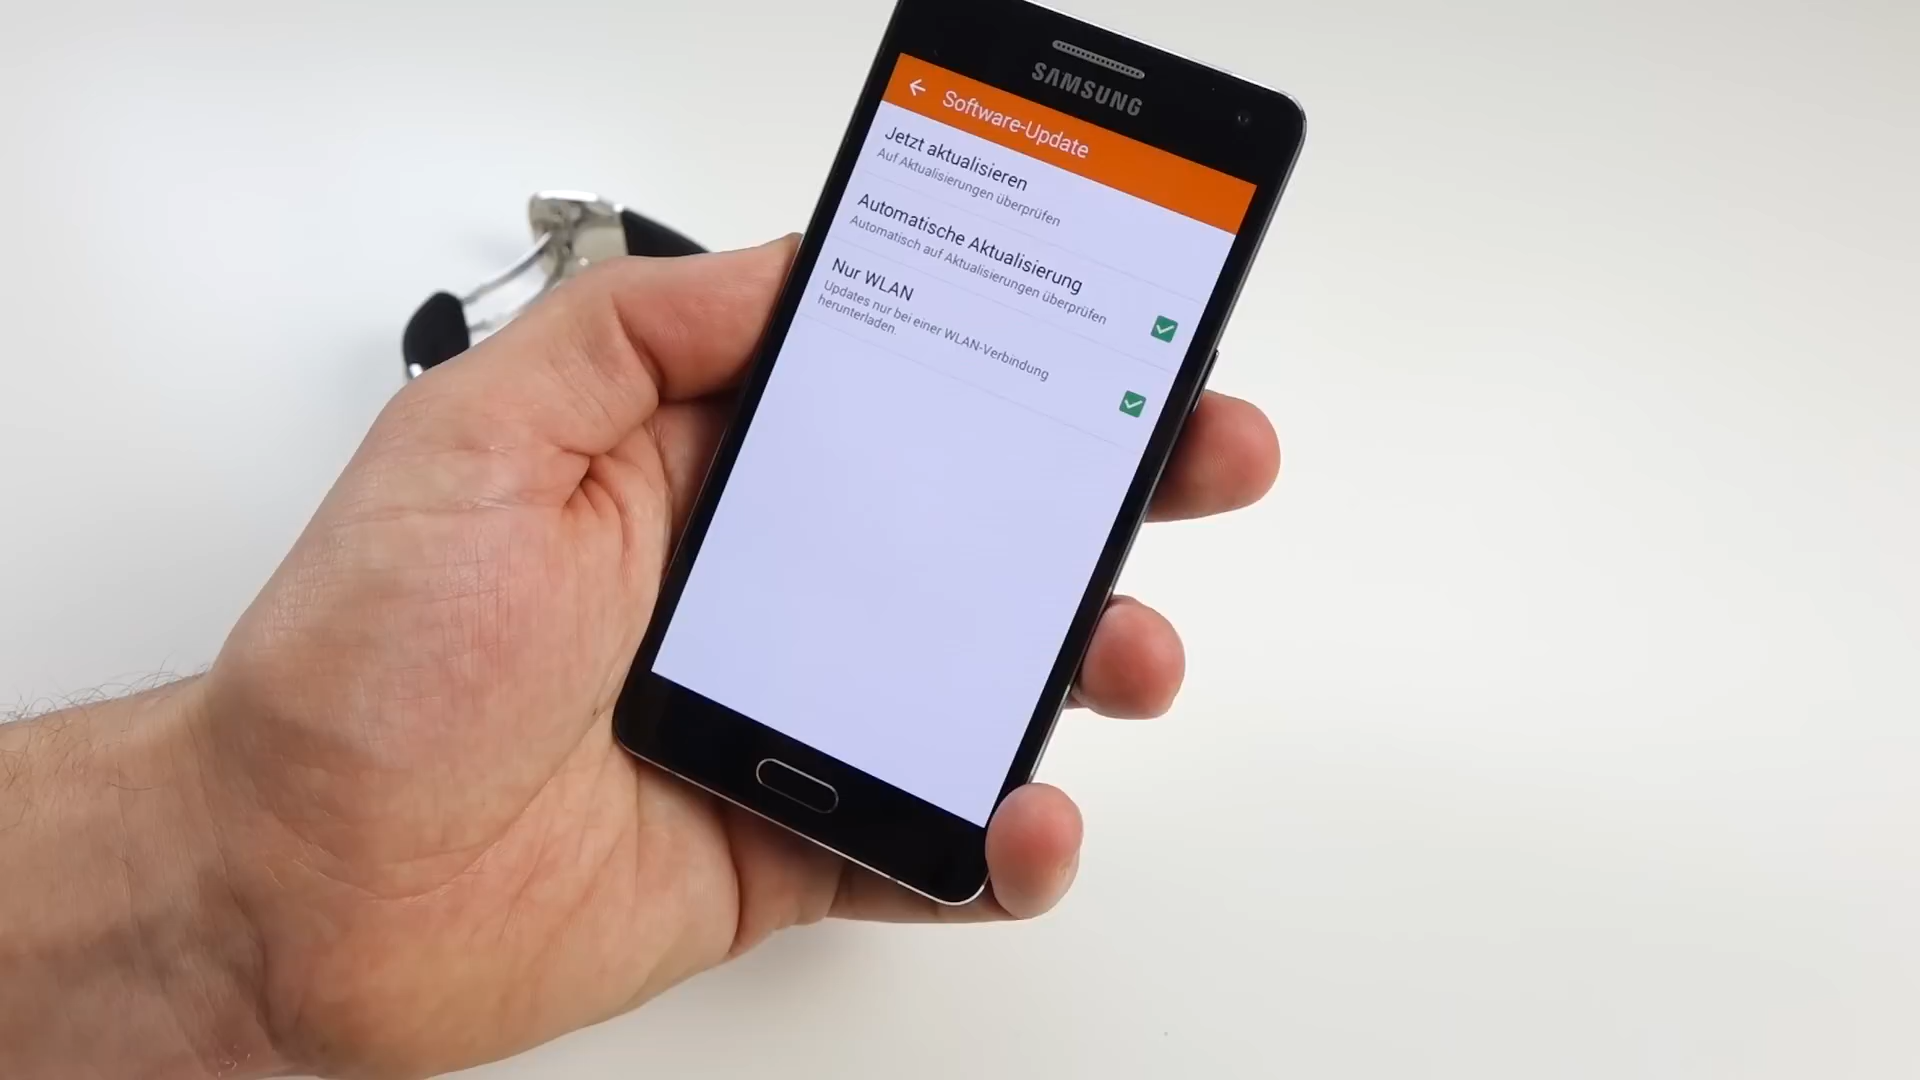 SAMSUNG
Software-Update
Jetzt aktualisieren
Auf Aktualisierungen überprüfen
Automatische Aktualisierung
Automatisch auf Aktualisierungen überprüfen
Nur WLAN
Updates nur bei einer WLAN-Verbindung
herunterladen.